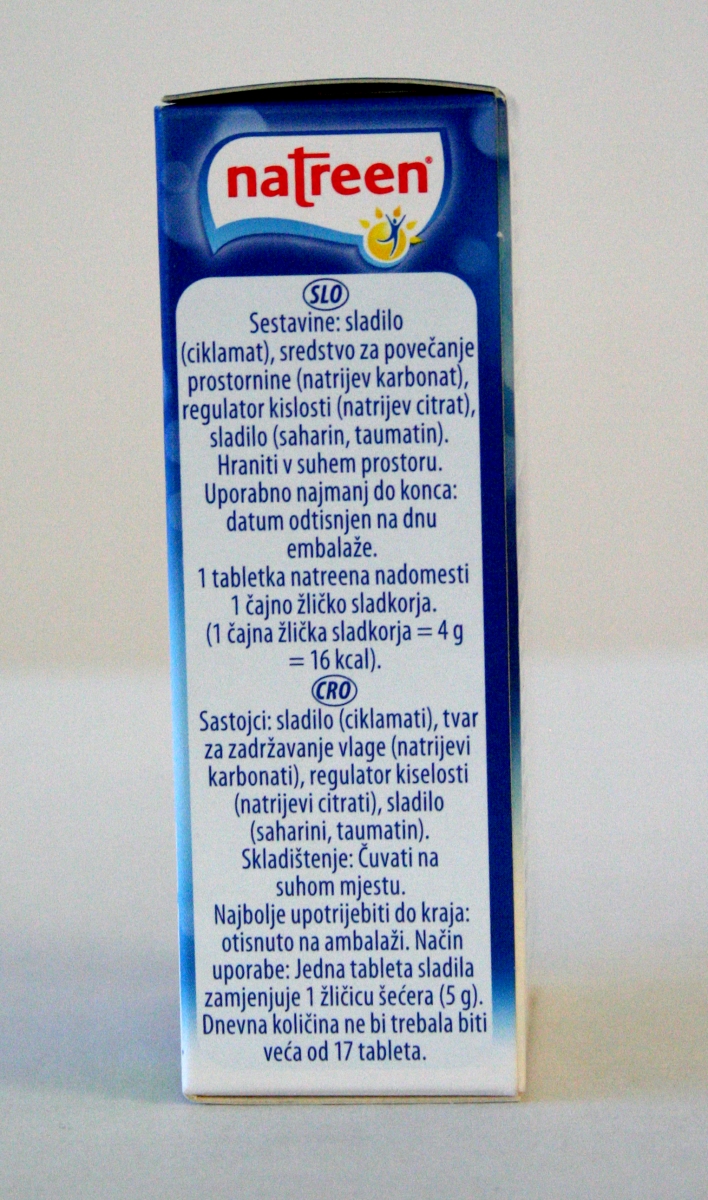 natreen®
SLO
Sestavine: sladilo
(ciklamat), sredstvo za povečanje
prostornine (natrijev karbonat),
regulator kislosti (natrijev citrat),
sladilo (saharin, taumatin).
Hraniti v suhem prostoru.
Uporabno najmanj do konca:
datum odtisnjen na dnu
embalaže.
1 tabletka natreena nadomesti
1 čajno žličko sladkorja.
(1 čajna žlička sladkorja = 4 g
= 16 kcal).
CRO
Sastojci: sladilo (ciklamati), tvar
za zadržavanje vlage (natrijevi
karbonati), regulator kiselosti
(natrijevi citrati), sladilo
(saharini, taumatin).
Skladištenje: Čuvati na
suhom mjestu.
Najbolje upotrijebiti do kraja:
otisnuto na ambalaži. Način
uporabe: Jedna tableta sladila
zamjenjuje 1 žličicu šećera (5 g).
Dnevna količina ne bi trebala biti
veća od 17 tableta.